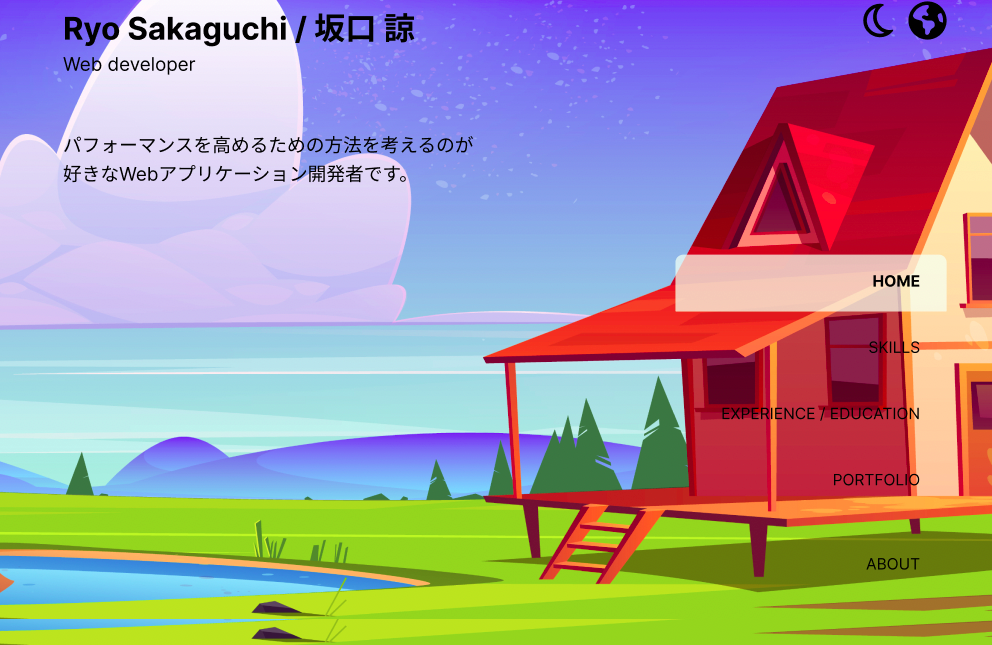 Ryo Sakaguchi / 坂口 諒
Web developer
パフォーマンスを高めるための方法を考えるのが
好きなWebアプリケーション開発者です。
HOME
SKILLS
EXPERIENCE / EDUCATION
PORTFOLIO
ABOUT